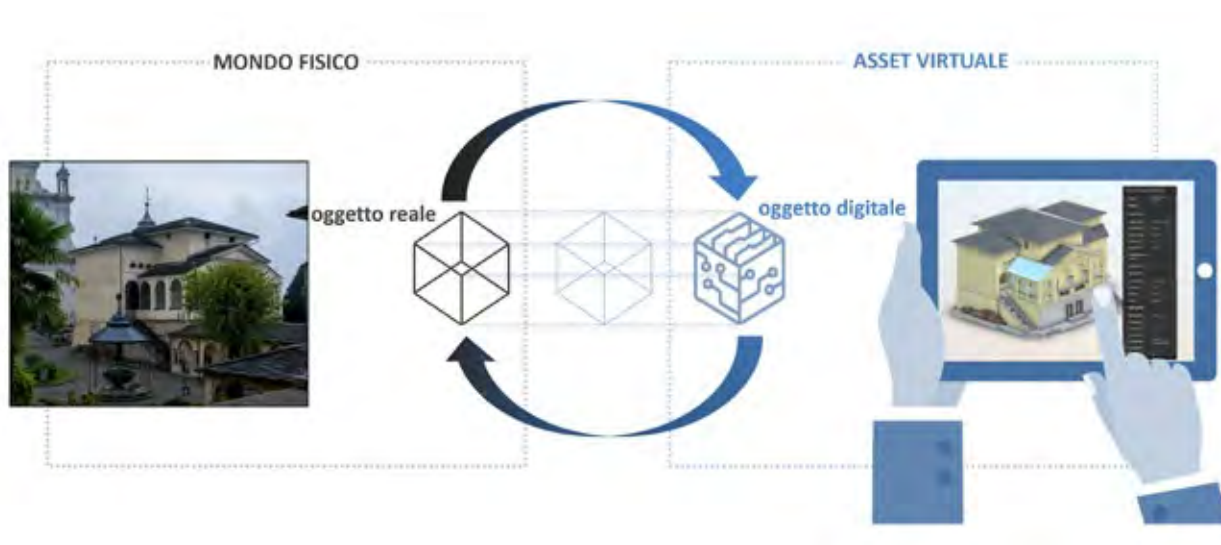 MONDO FISICO
ASSET VIRTUALE
oggetto reale
oggetto digitale